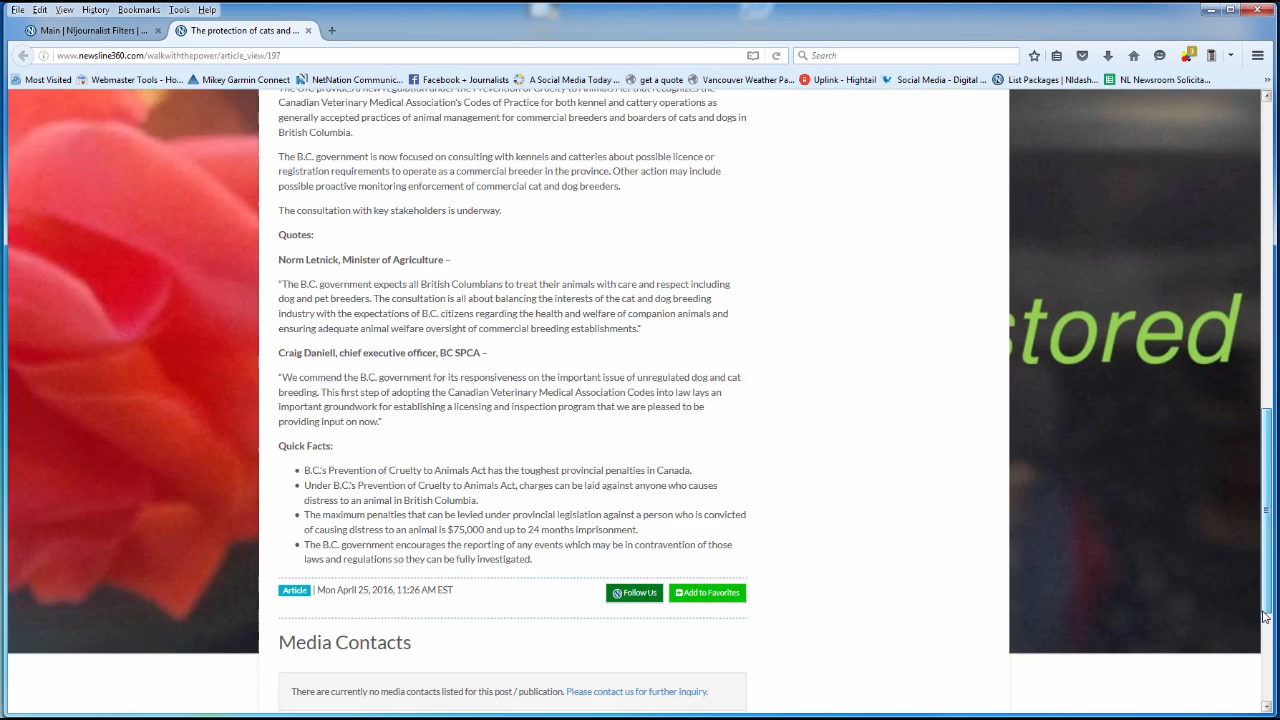 File Edit View History Bookmarks Tools Help
Main | Nljournalist Filters | ... The protection of cats and ...
www.newsline360.com/walkwiththepower/article_view/197 Search 3
Most Visited Webmaster Tools - Ho... Mikey Garmin Connect NetNation Communic... Facebook + Journalists A Social Media Today ... get a quote Vancouver Weather Pa... Uplink - Hightail Social Media - Digital ... List Packages | Nldash... NL Newsroom Solicita...
The OIC provides a new regulation under the Prevention of Cruelty to Animals Act that recognizes the
Canadian Veterinary Medical Association's Codes of Practice for both kennel and cattery operations as
generally accepted practices of animal management for commercial breeders and boarders of cats and dogs in
British Columbia.
The B.C. government is now focused on consulting with kennels and catteries about possible licence or
registration requirements to operate as a commercial breeder in the province. Other action may include
possible proactive monitoring enforcement of commercial cat and dog breeders.
The consultation with key stakeholders is underway.
Quotes:
Norm Letnick, Minister of Agriculture –
“The B.C. government expects all British Columbians to treat their animals with care and respect including
dog and pet breeders. The consultation is all about balancing the interests of the cat and dog breeding
industry with the expectations of B.C. citizens regarding the health and welfare of companion animals and
ensuring adequate animal welfare oversight of commercial breeding establishments.”
stored
Craig Daniell, chief executive officer, BC SPCA –
“We commend the B.C. government for its responsiveness on the important issue of unregulated dog and cat
breeding. This first step of adopting the Canadian Veterinary Medical Association Codes into law lays an
important groundwork for establishing a licensing and inspection program that we are pleased to be
providing input on now.”
Quick Facts:
• B.C.'s Prevention of Cruelty to Animals Act has the toughest provincial penalties in Canada.
• Under B.C.'s Prevention of Cruelty to Animals Act, charges can be laid against anyone who causes
distress to an animal in British Columbia.
• The maximum penalties that can be levied under provincial legislation against a person who is convicted
of causing distress to an animal is $75,000 and up to 24 months imprisonment.
• The B.C. government encourages the reporting of any events which may be in contravention of those
laws and regulations so they can be fully investigated.
Article | Mon April 25, 2016, 11:26 AM EST Follow Us Add to Favorites
Media Contacts
There are currently no media contacts listed for this post / publication. Please contact us for further inquiry.